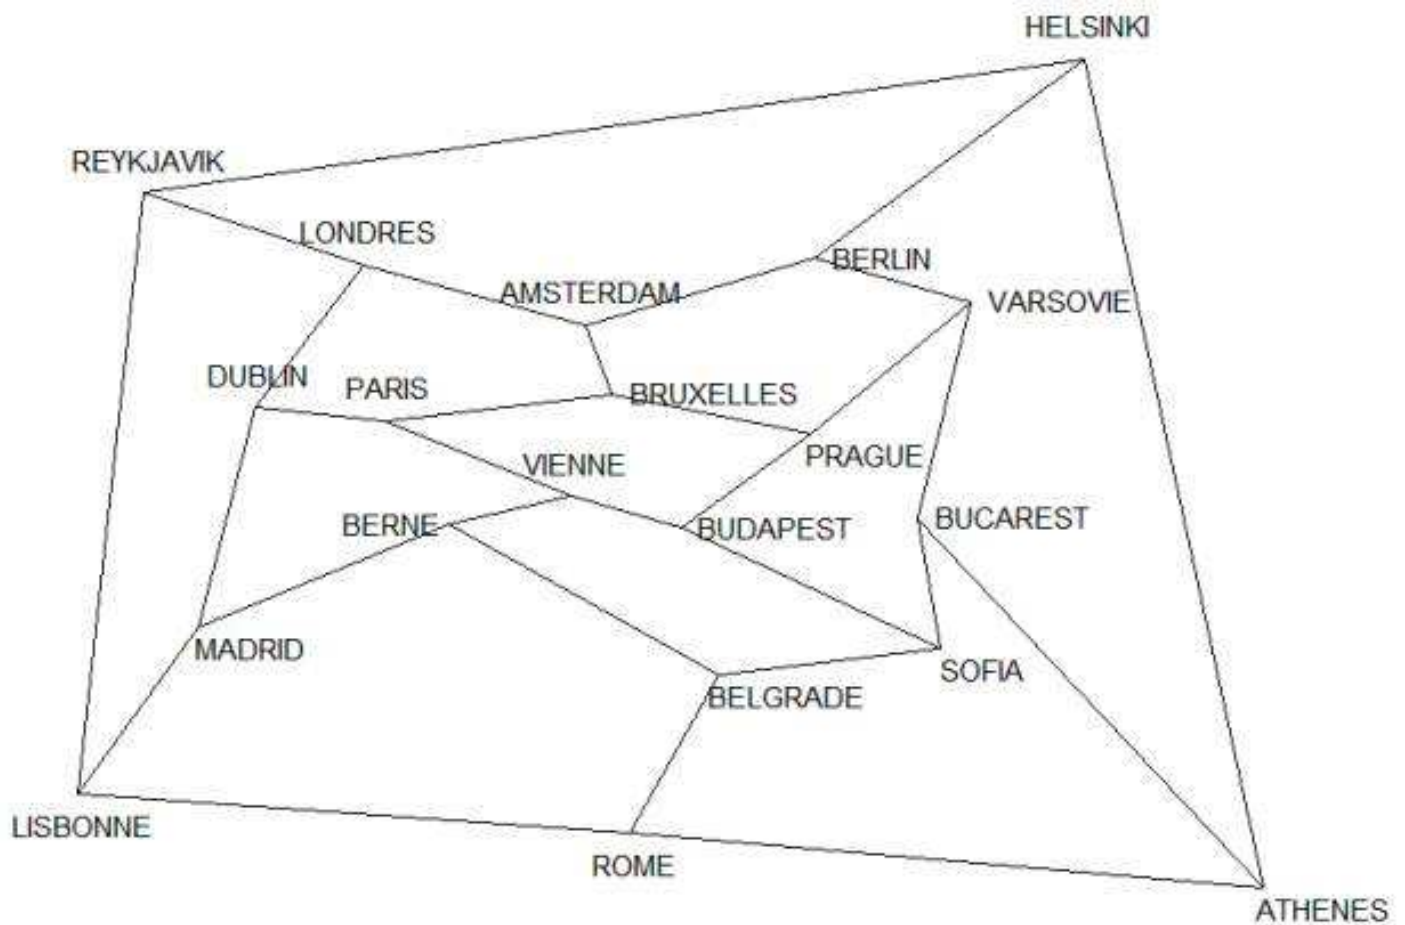 HELSINKI
REYKJAVIK
LONDRES
BERLIN
AMSTERDAM
VARSOVIE
DUBLIN
PARIS
BRUXELLES
PRAGUE
VIENNE
BERNE
BUDAPEST
BUCAREST
MADRID
SOFIA
BELGRADE
LISBONNE
ROME
ATHENES